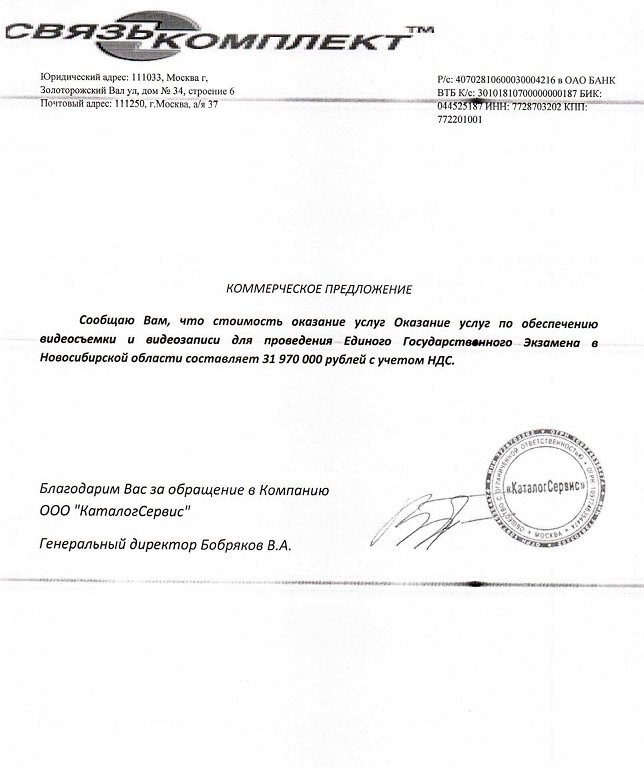 СВЯЗЬКОМПЛЕКТ™
Юридический адрес: 111033, Москва г,
Золоторожский Вал ул, дом № 34, строение 6
Почтовый адрес: 111250, г.Москва, а/я 37
Р/с: 40702810600030004216 в ОАО БАНК
ВТБ К/с: 30101810700000000187 БИК:
044525187 ИНН: 7728703202 КПП:
772201001
КОММЕРЧЕСКОЕ ПРЕДЛОЖЕНИЕ
Сообщаю Вам, что стоимость оказание услуг Оказание услуг по обеспечению
видеосъемки и видеозаписи для проведения Единого Государственного Экзамена в
Новосибирской области составляет 31 970 000 рублей с учетом НДС.
Благодарим Вас за обращение в Компанию
ООО "КаталогСервис"
Генеральный директор Бобряков В.А.
ОБЩЕСТВО С ОГРАНИЧЕННОЙ ОТВЕТСТВЕННОСТЬЮ
«КаталогСервис»
МОСКВА